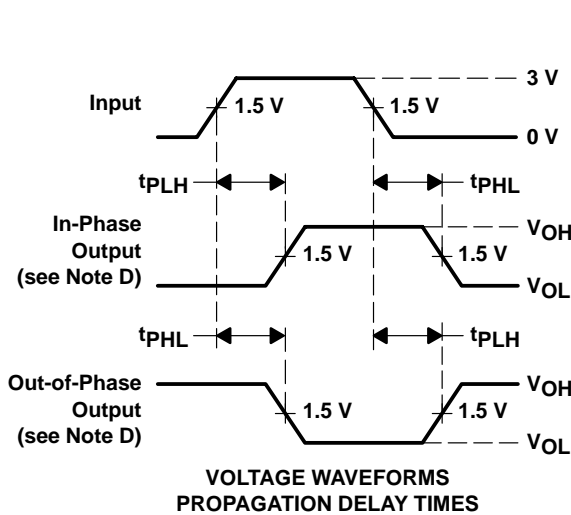 3 V
Input
1.5 V
1.5 V
0 V
tPLH
tPHL
In-Phase
Output
(see Note D)
VOH
1.5 V
1.5 V
VOL
tPHL
tPLH
Out-of-Phase
Output
(see Note D)
VOH
1.5 V
1.5 V
VOL
VOLTAGE WAVEFORMS
PROPAGATION DELAY TIMES